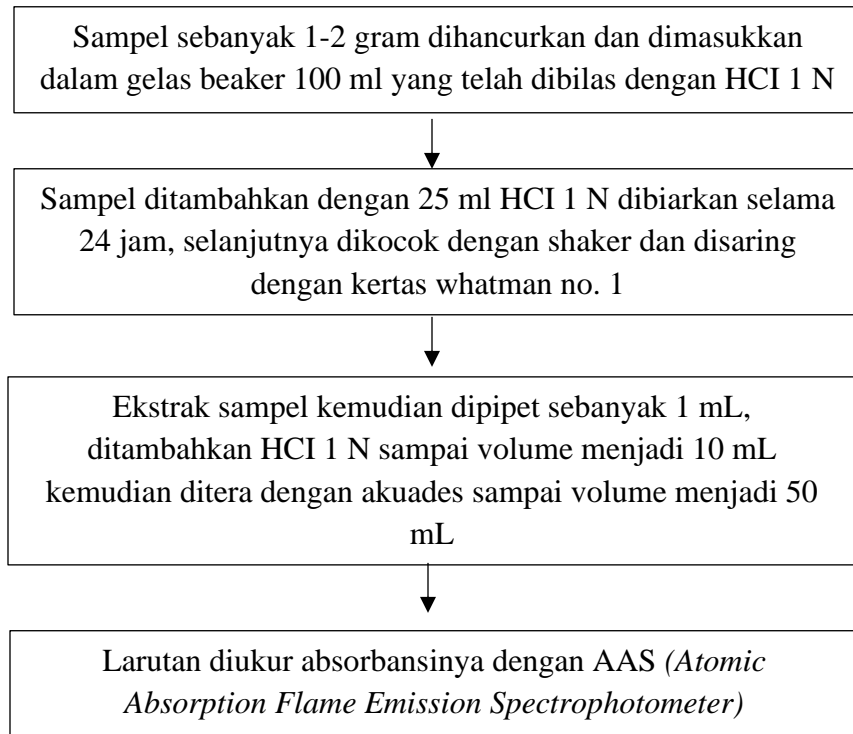 Sampel sebanyak 1-2 gram dihancurkan dan dimasukkan
dalam gelas beaker 100 ml yang telah dibilas dengan HCI 1 N
Sampel ditambahkan dengan 25 ml HCI 1 N dibiarkan selama
24 jam, selanjutnya dikocok dengan shaker dan disaring
dengan kertas whatman no. 1
Ekstrak sampel kemudian dipipet sebanyak 1 mL,
ditambahkan HCI 1 N sampai volume menjadi 10 mL
kemudian ditera dengan akuades sampai volume menjadi 50
mL
Larutan diukur absorbansinya dengan AAS (Atomic
Absorption Flame Emission Spectrophotometer)